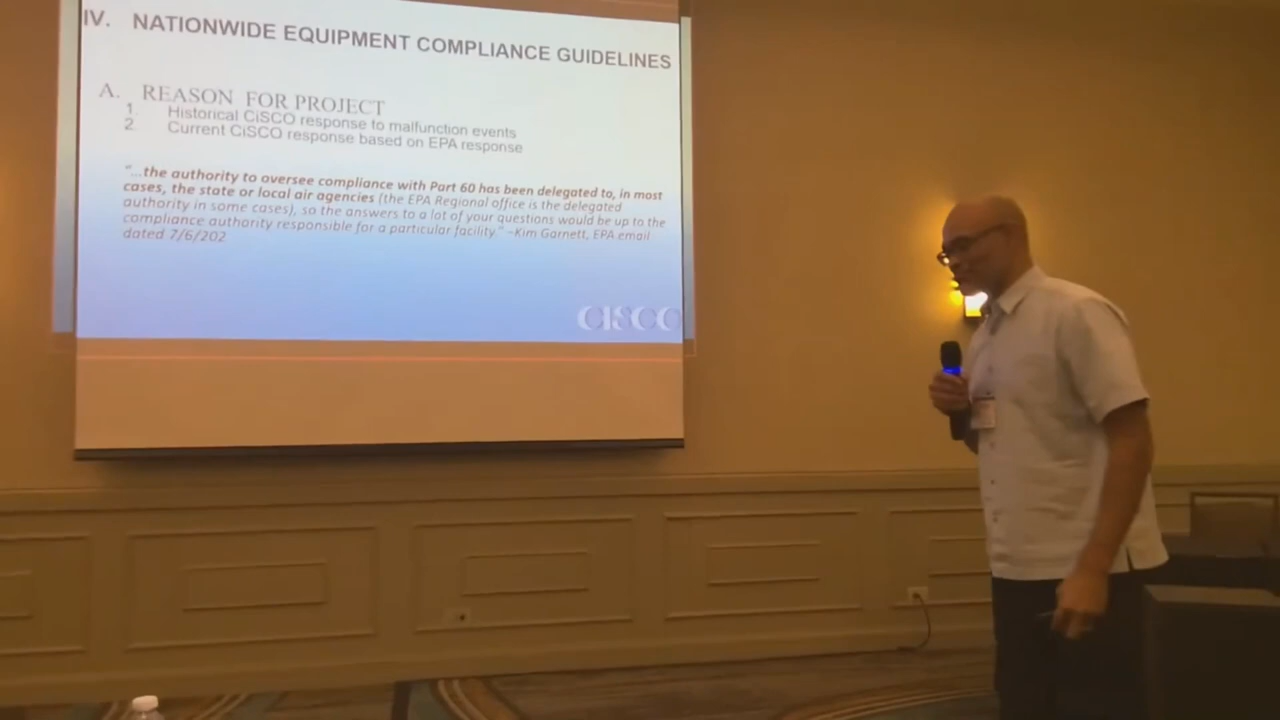 IV. NATIONWIDE EQUIPMENT COMPLIANCE GUIDELINES
A. REASON FOR PROJECT
1. Historical CiSCO response to malfunction events
2. Current CiSCO response based on EPA response
"...the authority to oversee compliance with Part 60 has been delegated to, in most
cases, the state or local air agencies (the EPA Regional office is the delegated
authority in some cases), so the answers to a lot of your questions would be up to the
compliance authority responsible for a particular facility." –Kim Garnett, EPA email
dated 7/6/202
CISCO